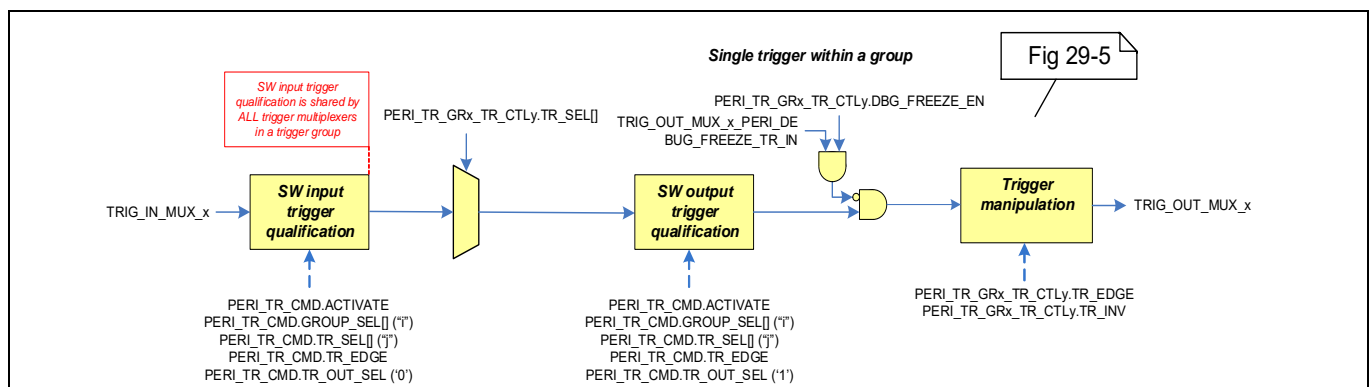 Single trigger within a group
Fig 29-5
SW input trigger
qualification is shared by
ALL trigger multiplexers
in a trigger group
PERI_TR_GRx_TR_CTLy.TR_SEL[]
PERI_TR_GRx_TR_CTLy.DBG_FREEZE_EN
TRIG_OUT_MUX_x_PERI_DE
BUG_FREEZE_TR_IN
TRIG_IN_MUX_x
SW input
trigger
qualification
SW output
trigger
qualification
Trigger
manipulation
TRIG_OUT_MUX_x
PERI_TR_CMD.ACTIVATE
PERI_TR_CMD.GROUP_SEL[] (“i”)
PERI_TR_CMD.TR_SEL[] (“j”)
PERI_TR_CMD.TR_EDGE
PERI_TR_CMD.TR_OUT_SEL (‘0’)
PERI_TR_CMD.ACTIVATE
PERI_TR_CMD.GROUP_SEL[] (“i”)
PERI_TR_CMD.TR_SEL[] (“j”)
PERI_TR_CMD.TR_EDGE
PERI_TR_CMD.TR_OUT_SEL (‘1’)
PERI_TR_GRx_TR_CTLy.TR_EDGE
PERI_TR_GRx_TR_CTLy.TR_INV